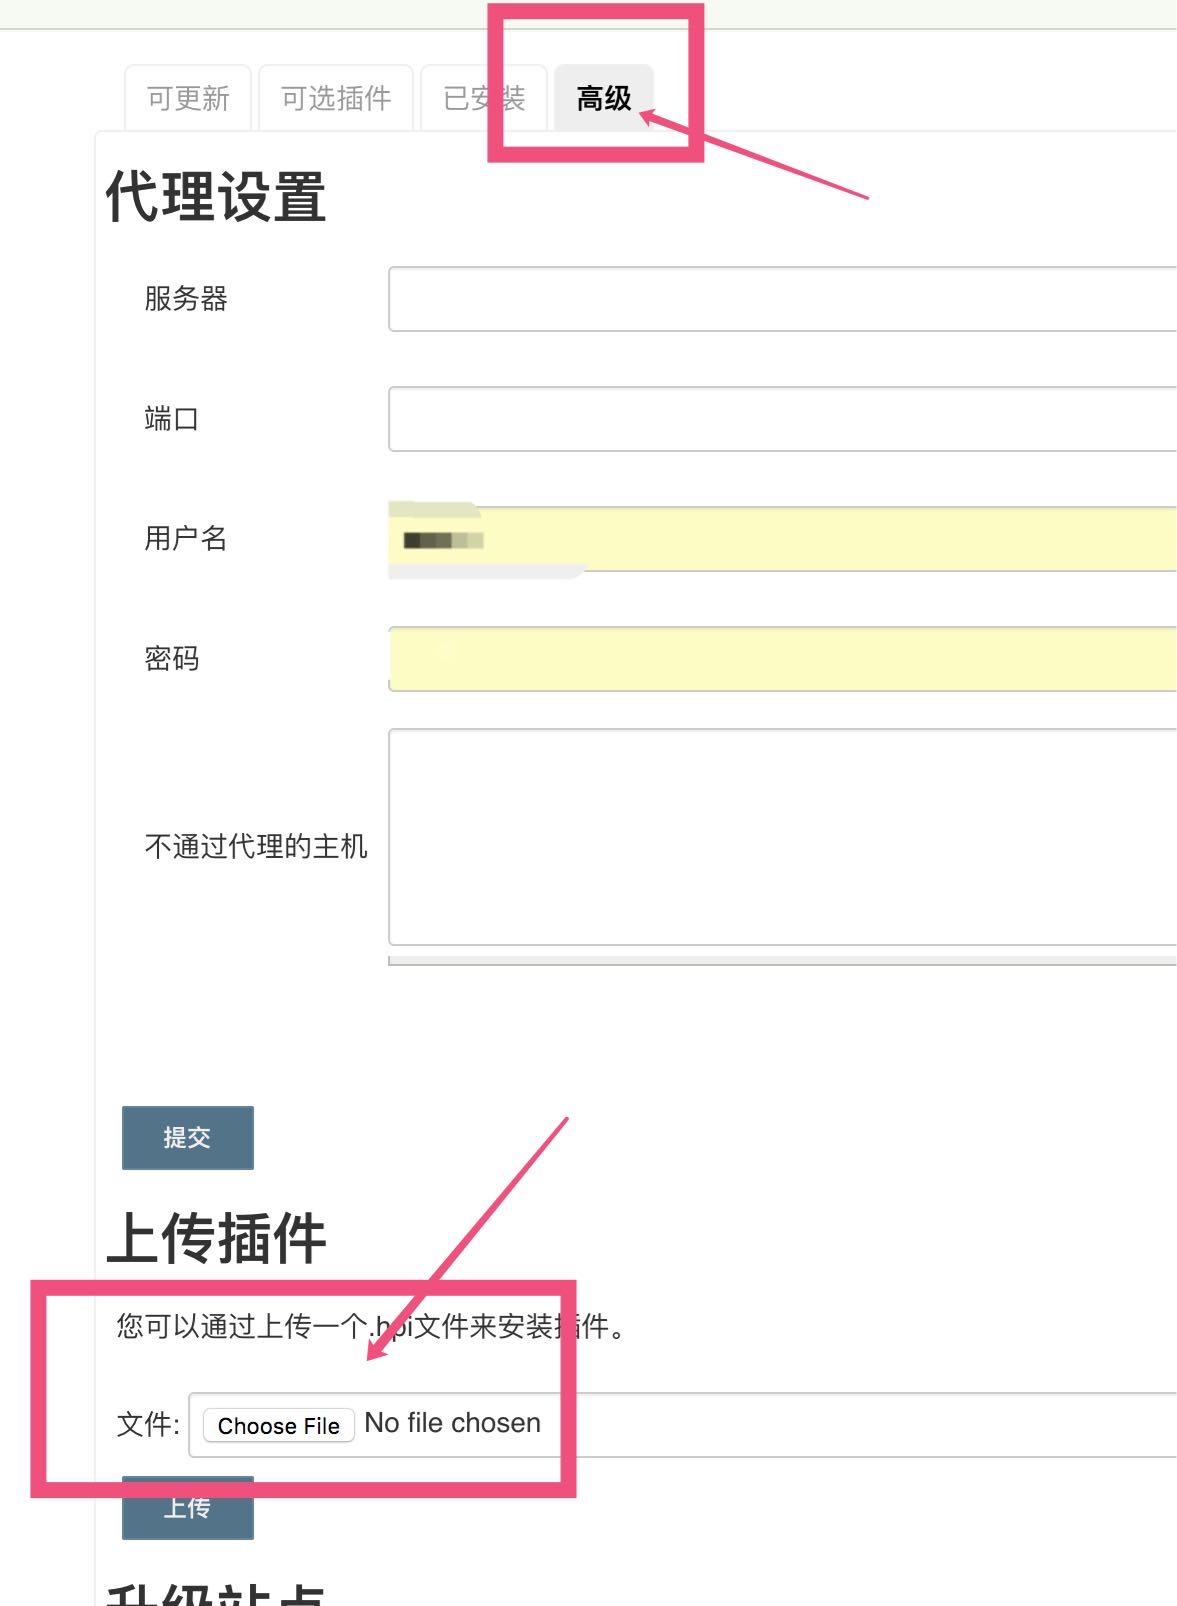 可更新 可选插件 已安装 高级
代理设置
服务器
端口
用户名
密码
不通过代理的主机
提交
上传插件
您可以通过上传一个.hpi文件来安装插件。
文件: Choose File No file chosen
上传
升级站点